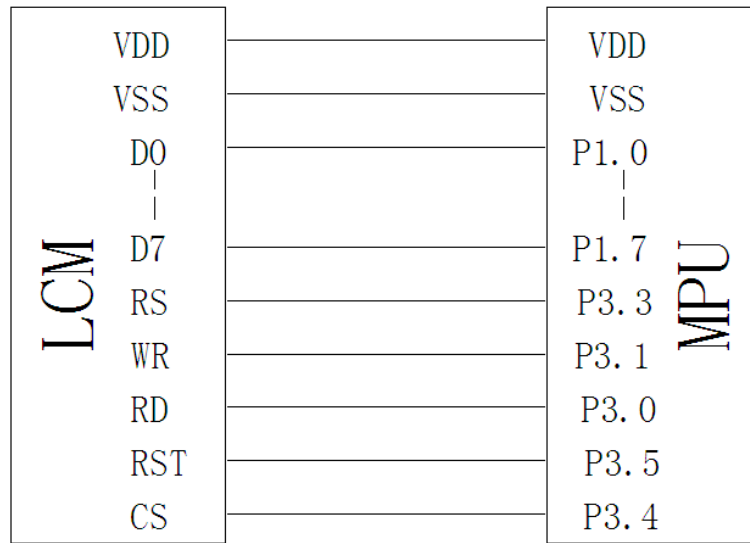 VDD VDD
VSS VSS
D0 P1.0
D7 P1.7
RS P3.3
WR P3.1
RD P3.0
RST P3.5
CS P3.4
LCM
MPU